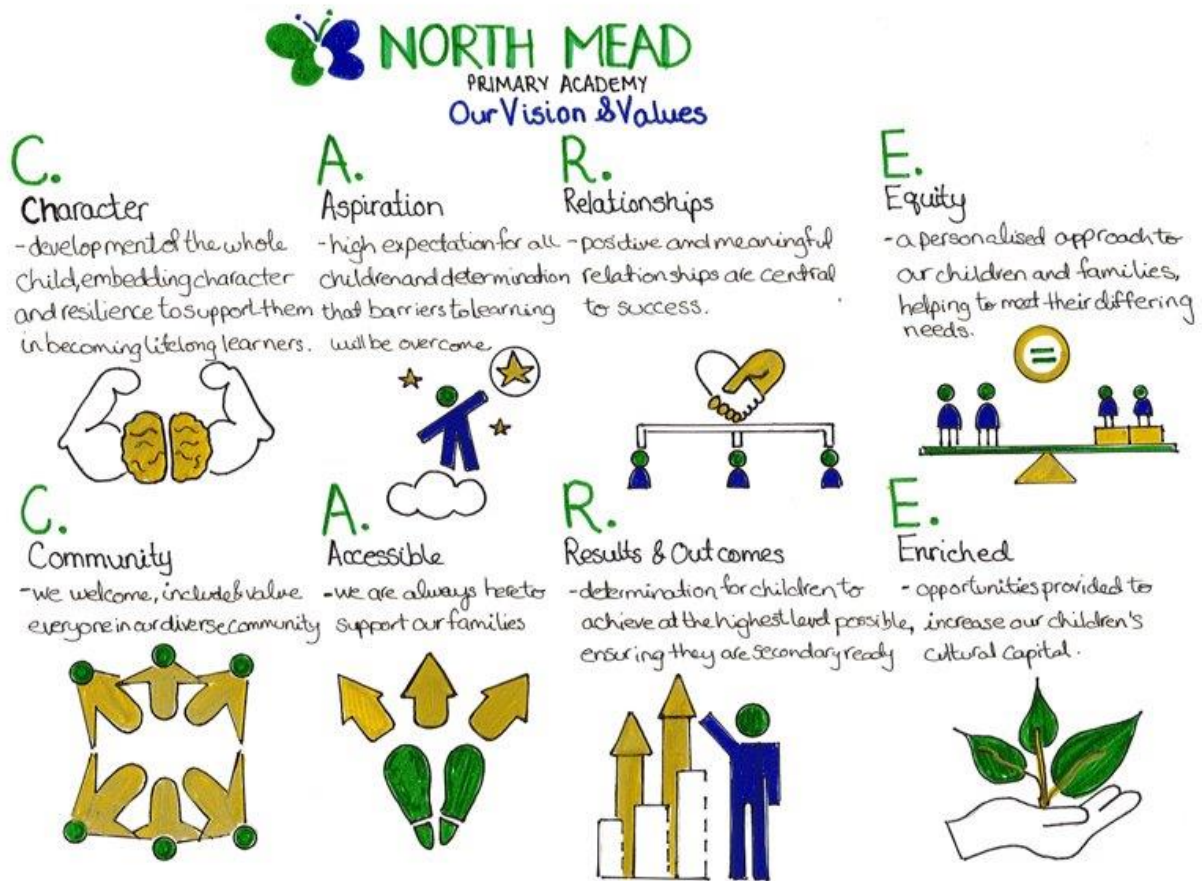 NORTH MEAD
PRIMARY ACADEMY
Our Vision & Values
C.
Character
-development of the whole
child, embedding character
and resilience to support them
in becoming lifelong learners.
A.
Aspiration
-high expectation for all
children and determination
that barriers to learning
will be overcome
R.
Relationships
-positive and meaningful
relationships are central
to success.
E.
Equity
-a personalised approach to
our children and families,
helping to meet their differing
needs.
=
C.
Community
-we welcome, include & value
everyone in our diverse community
A.
Accessible
-we are always here to
support our families
R.
Results & Outcomes
-determination for children to
achieve at the highest level possible,
ensuring they are secondary ready
E.
Enriched
- opportunities provided to
increase our children's
cultural capital.